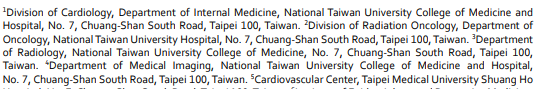 ¹Division of Cardiology, Department of Internal Medicine, National Taiwan University College of Medicine and
Hospital, No. 7, Chuang-Shan South Road, Taipei 100, Taiwan. ²Division of Radiation Oncology, Department of
Oncology, National Taiwan University Hospital, No. 7, Chuang-Shan South Road, Taipei 100, Taiwan. ³Department
of Radiology, National Taiwan University College of Medicine, No. 7, Chuang-Shan South Road, Taipei 100,
Taiwan. ⁴Department of Medical Imaging, National Taiwan University College of Medicine and Hospital,
No. 7, Chuang-Shan South Road, Taipei 100, Taiwan. ⁵Cardiovascular Center, Taipei Medical University Shuang Ho